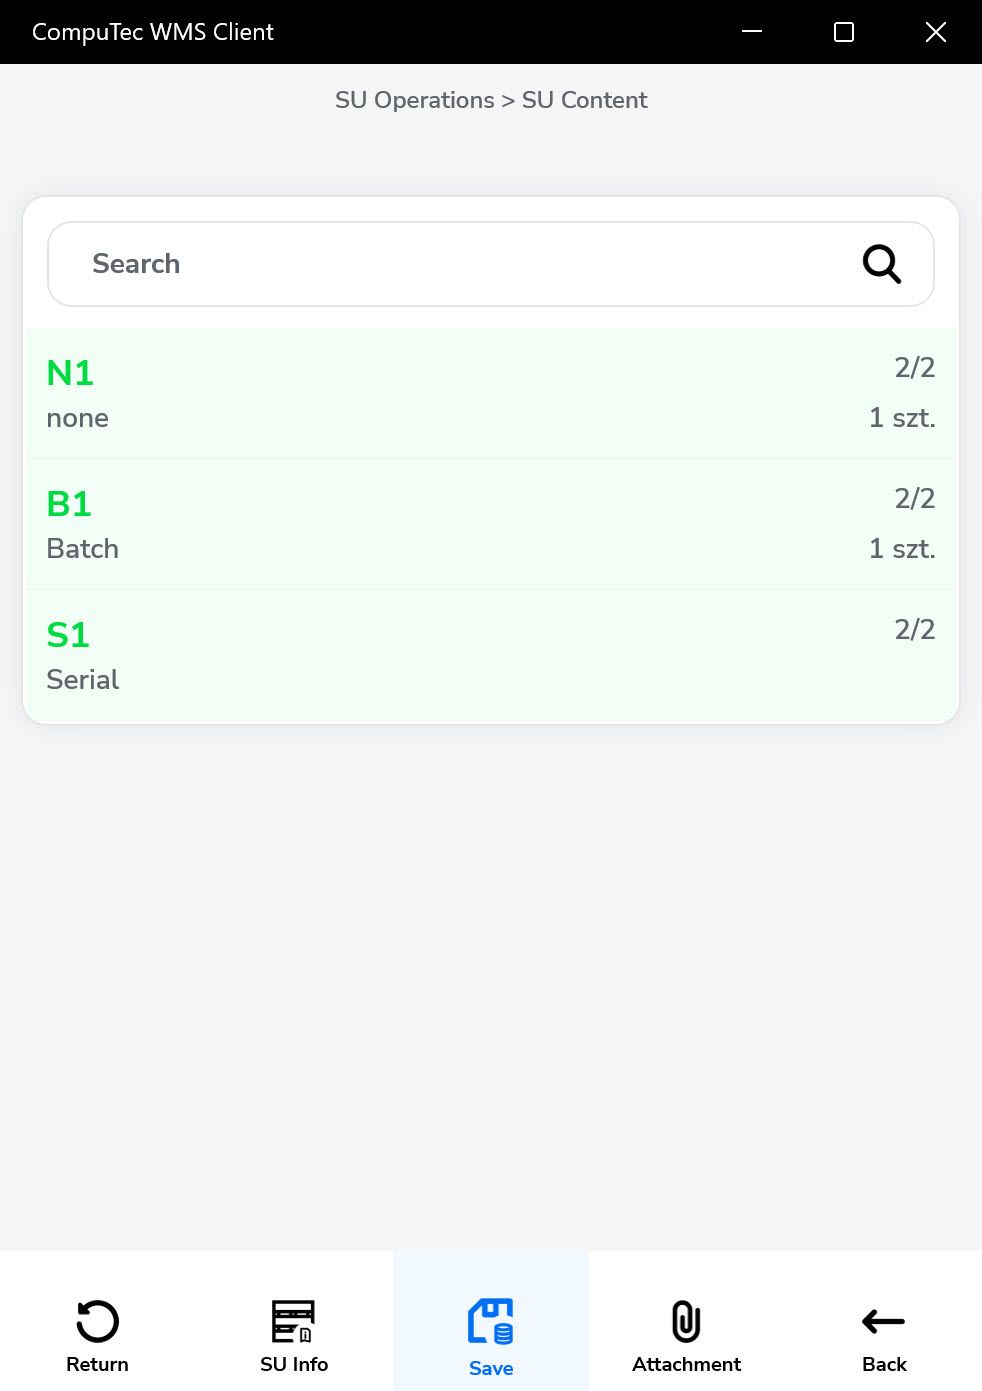 CompuTec WMS Client
SU Operations > SU Content
Search
N1
2/2
none
1 szt.
B1
2/2
Batch
1 szt.
S1
2/2
Serial
Return
SU Info
Save
Attachment
Back